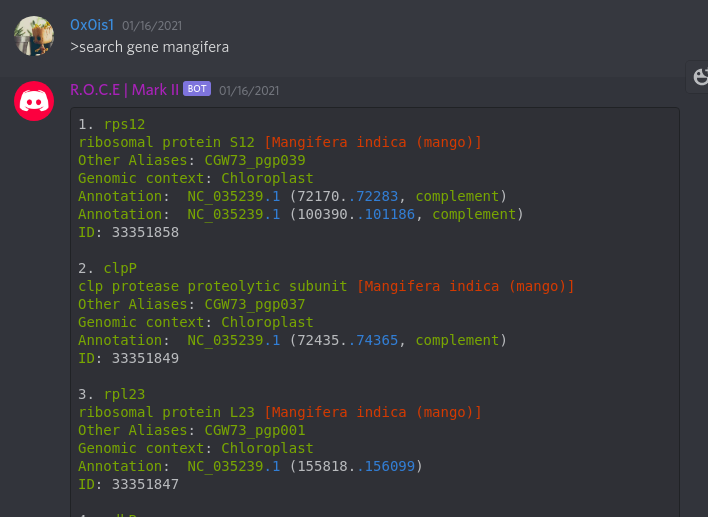 0x0is1 01/16/2021
>search gene mangifera
R.O.C.E | Mark II BOT 01/16/2021
1. rps12
ribosomal protein S12 [Mangifera indica (mango)]
Other Aliases: CGW73_pgp039
Genomic context: Chloroplast
Annotation:  NC_035239.1 (72170..72283, complement)
Annotation:  NC_035239.1 (100390..101186, complement)
ID: 33351858
2. clpP
clp protease proteolytic subunit [Mangifera indica (mango)]
Other Aliases: CGW73_pgp037
Genomic context: Chloroplast
Annotation:  NC_035239.1 (72435..74365, complement)
ID: 33351849
3. rpl23
ribosomal protein L23 [Mangifera indica (mango)]
Other Aliases: CGW73_pgp001
Genomic context: Chloroplast
Annotation:  NC_035239.1 (155818..156099)
ID: 33351847